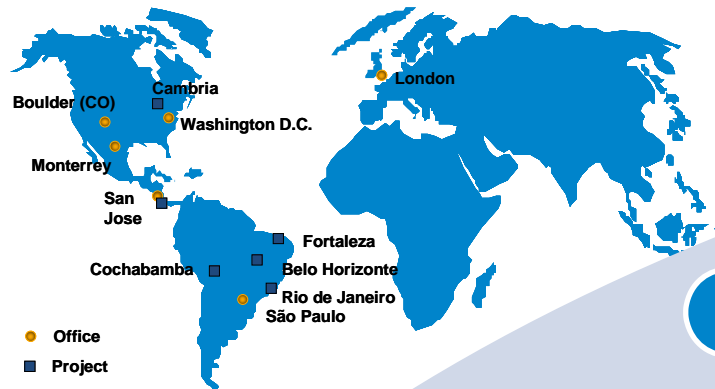 Cambria
London
Boulder (CO)
Washington D.C.
Monterrey
San
Jose
Fortaleza
Cochabamba
Belo Horizonte
Rio de Janeiro
São Paulo
Office
Project